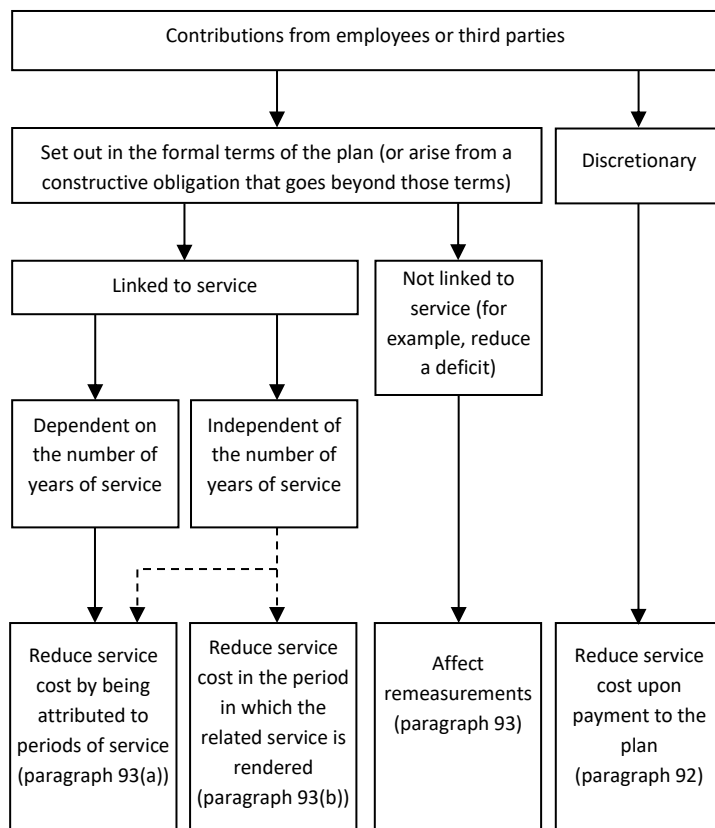 Contributions from employees or third parties
Set out in the formal terms of the plan (or arise from a
constructive obligation that goes beyond those terms)
Discretionary
Linked to service
Not linked to
service (for
example, reduce
a deficit)
Dependent on
the number of
years of service
Independent of
the number of
years of service
Reduce service
cost by being
attributed to
periods of service
(paragraph 93(a))
Reduce service
cost in the period
in which the
related service is
rendered
(paragraph 93(b))
Affect
remeasurements
(paragraph 93)
Reduce service
cost upon
payment to the
plan
(paragraph 92)